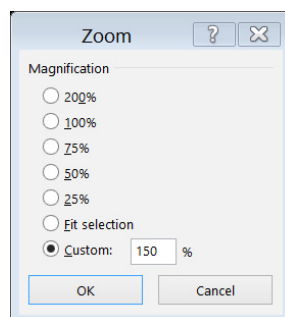 Zoom ?
Magnification
200%
100%
75%
50%
25%
Fit selection
Custom: 150 %
OK Cancel